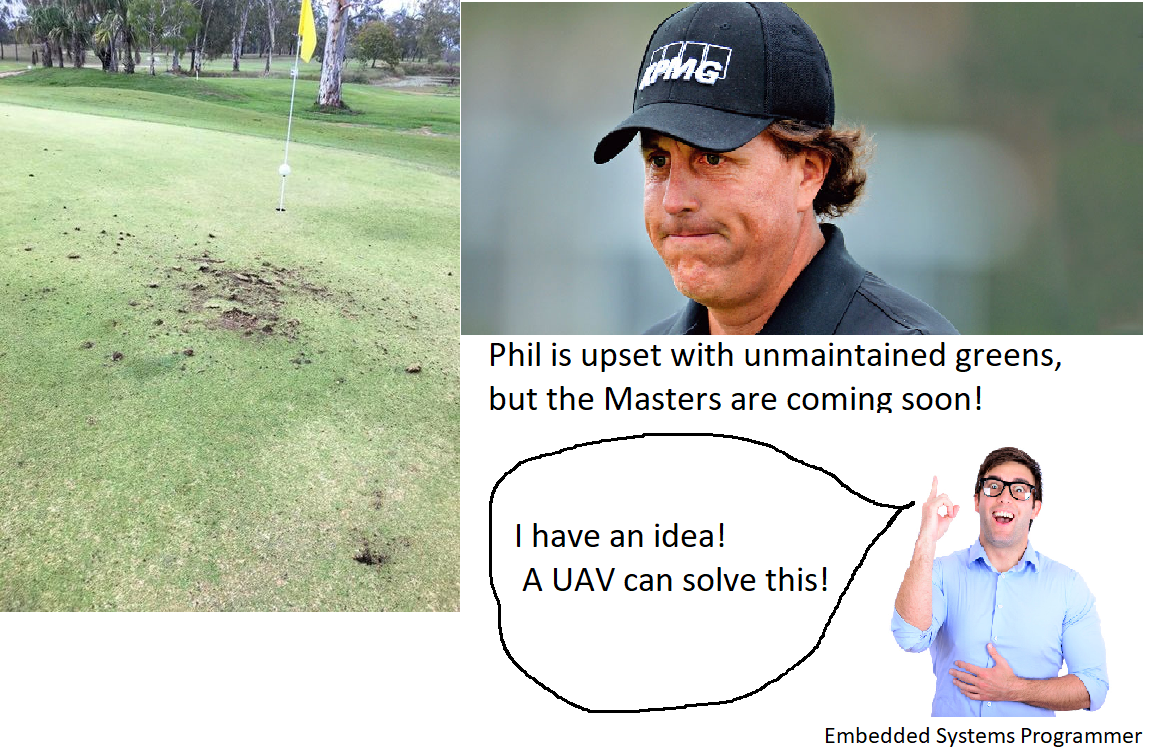 KPMG
Phil is upset with unmaintained greens,
but the Masters are coming soon!
I have an idea!
A UAV can solve this!
Embedded Systems Programmer